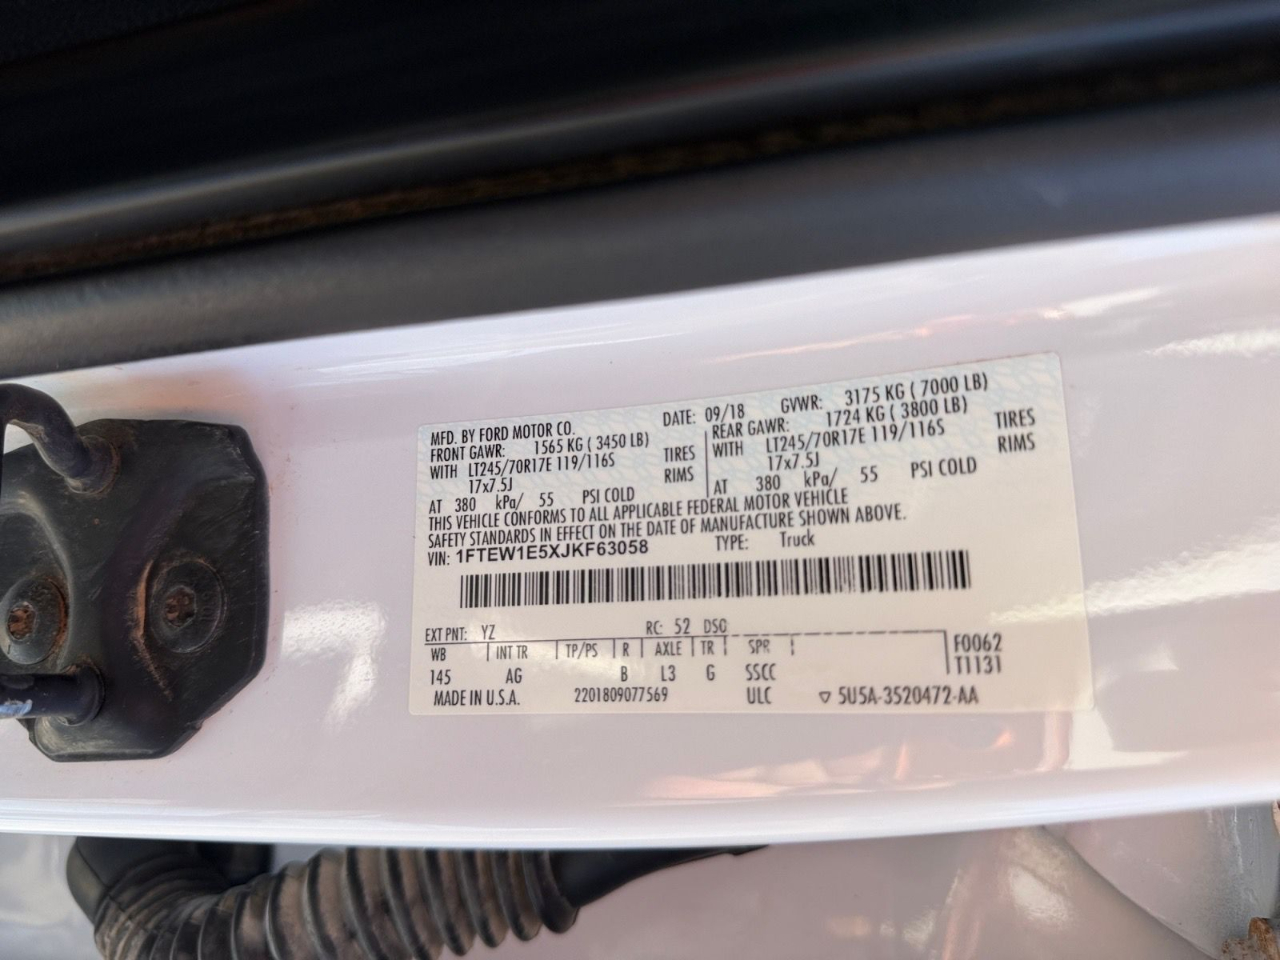 MFD. BY FORD MOTOR CO. DATE: 09/18 GVWR: 3175 KG ( 7000 LB)
FRONT GAWR: 1565 KG ( 3450 LB) REAR GAWR: 1724 KG ( 3800 LB)
WITH LT245/70R17E 119/116S TIRES WITH LT245/70R17E 119/116S TIRES
17x7.5J RIMS 17x7.5J RIMS
AT 380 kPa/ 55 PSI COLD AT 380 kPa/ 55 PSI COLD
THIS VEHICLE CONFORMS TO ALL APPLICABLE FEDERAL MOTOR VEHICLE
SAFETY STANDARDS IN EFFECT ON THE DATE OF MANUFACTURE SHOWN ABOVE.
VIN: 1FTEW1E5XJKF63058 TYPE: Truck
EXT PNT: YZ RC: 52 DSO
WB INT TR TP/PS R AXLE TR SPR F0062
145 AG B L3 G SSCC T1131
MADE IN U.S.A. 2201809077569 ULC ▽ 5U5A-3520472-AA